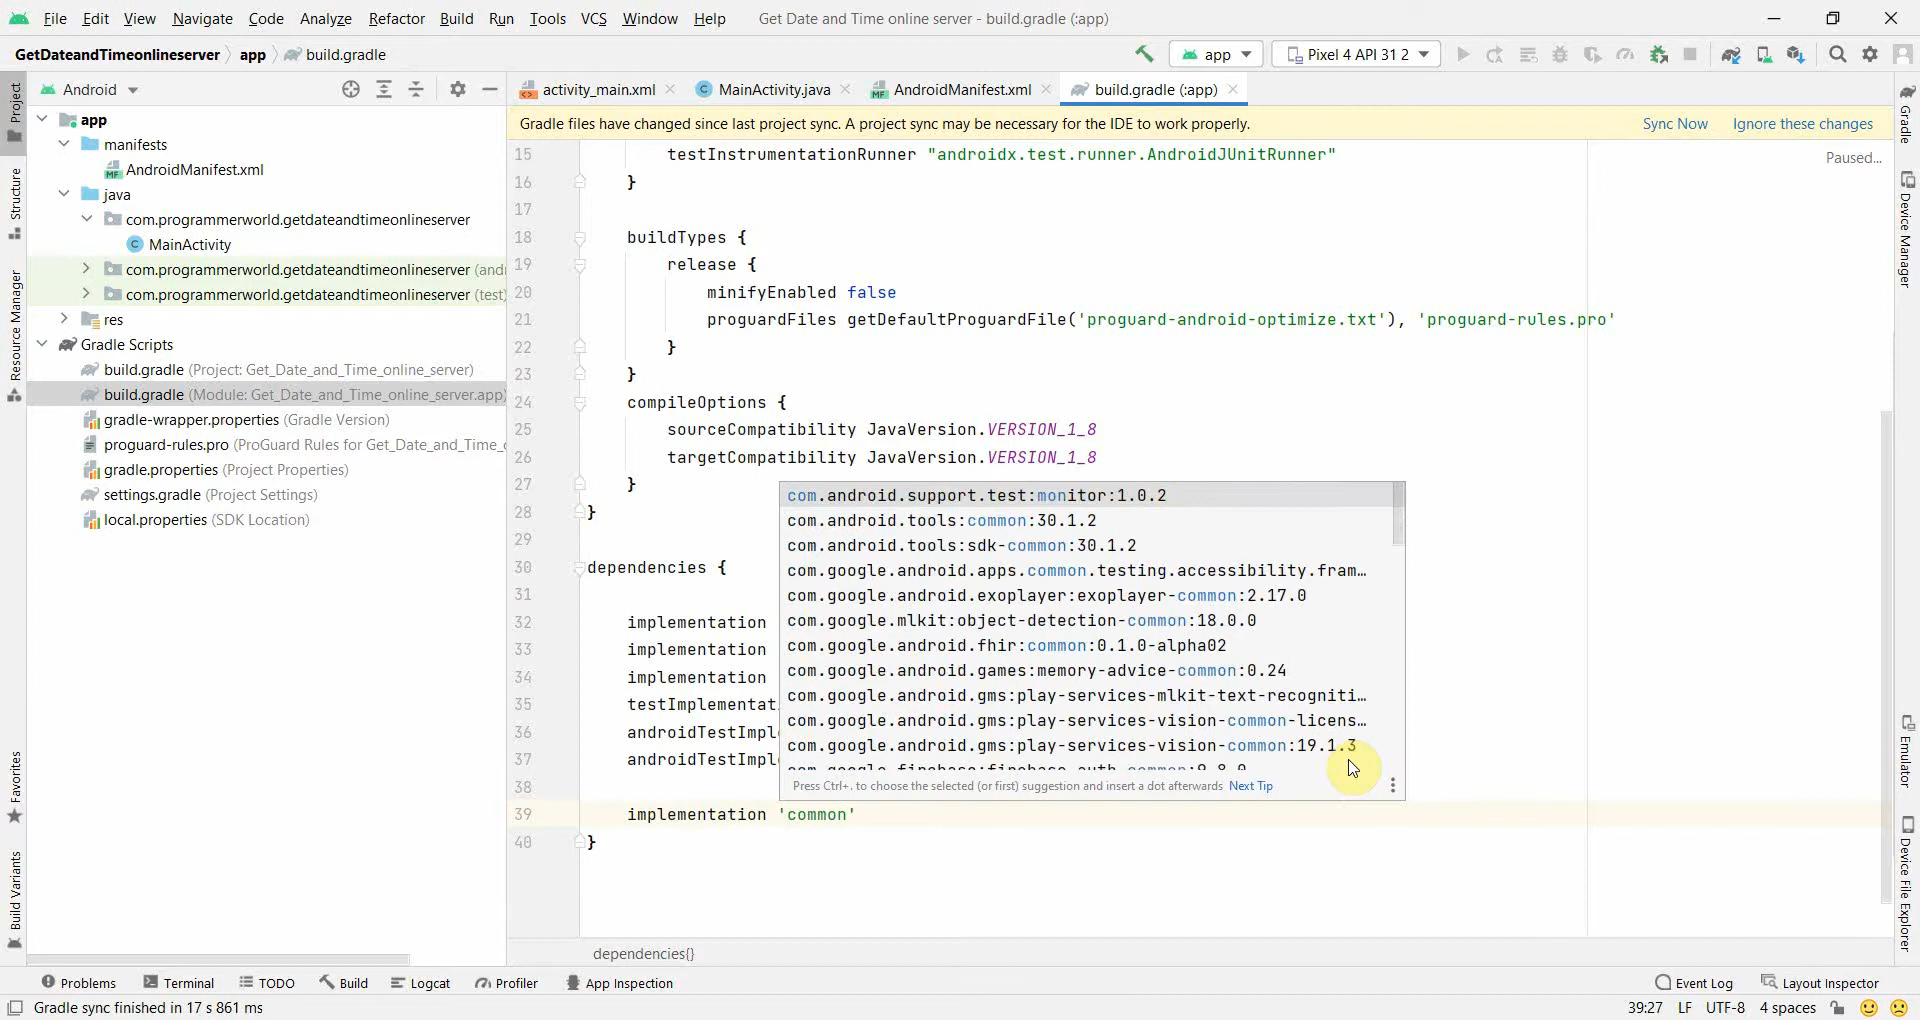 File Edit View Navigate Code Analyze Refactor Build Run Tools VCS Window Help Get Date and Time online server - build.gradle (:app)
GetDateandTimeonlineserver app build.gradle
app Pixel 4 API 31 2
Android
activity_main.xml MainActivity.java AndroidManifest.xml build.gradle (:app)
Gradle files have changed since last project sync. A project sync may be necessary for the IDE to work properly. Sync Now Ignore these changes
Paused...
app
manifests
AndroidManifest.xml
java
com.programmerworld.getdateandtimeonlineserver
MainActivity
com.programmerworld.getdateandtimeonlineserver (andr
com.programmerworld.getdateandtimeonlineserver (test)
res
Gradle Scripts
build.gradle (Project: Get_Date_and_Time_online_server)
build.gradle (Module: Get_Date_and_Time_online_server.app)
gradle-wrapper.properties (Gradle Version)
proguard-rules.pro (ProGuard Rules for Get_Date_and_Time_
gradle.properties (Project Properties)
settings.gradle (Project Settings)
local.properties (SDK Location)
15 testInstrumentationRunner "androidx.test.runner.AndroidJUnitRunner"
16 }
17
18 buildTypes {
19 release {
20 minifyEnabled false
21 proguardFiles getDefaultProguardFile('proguard-android-optimize.txt'), 'proguard-rules.pro'
22 }
23 }
24 compileOptions {
25 sourceCompatibility JavaVersion.VERSION_1_8
26 targetCompatibility JavaVersion.VERSION_1_8
27 }
28 }
29
30 dependencies {
31
32 implementation
33 implementation
34 implementation
35 testImplementat
36 androidTestImpl
37 androidTestImpl
38
39 implementation 'common'
40 }
com.android.support.test:monitor:1.0.2
com.android.tools:common:30.1.2
com.android.tools:sdk-common:30.1.2
com.google.android.apps.common.testing.accessibility.fram…
com.google.android.exoplayer:exoplayer-common:2.17.0
com.google.mlkit:object-detection-common:18.0.0
com.google.android.fhir:common:0.1.0-alpha02
com.google.android.games:memory-advice-common:0.24
com.google.android.gms:play-services-mlkit-text-recogniti…
com.google.android.gms:play-services-vision-common-licens…
com.google.android.gms:play-services-vision-common:19.1.3
Press Ctrl+. to choose the selected (or first) suggestion and insert a dot afterwards Next Tip
dependencies{}
Project
Structure
Resource Manager
Favorites
Build Variants
Gradle
Device Manager
Emulator
Device File Explorer
Problems Terminal TODO Build Logcat Profiler App Inspection Event Log Layout Inspector
Gradle sync finished in 17 s 861 ms 39:27 LF UTF-8 4 spaces